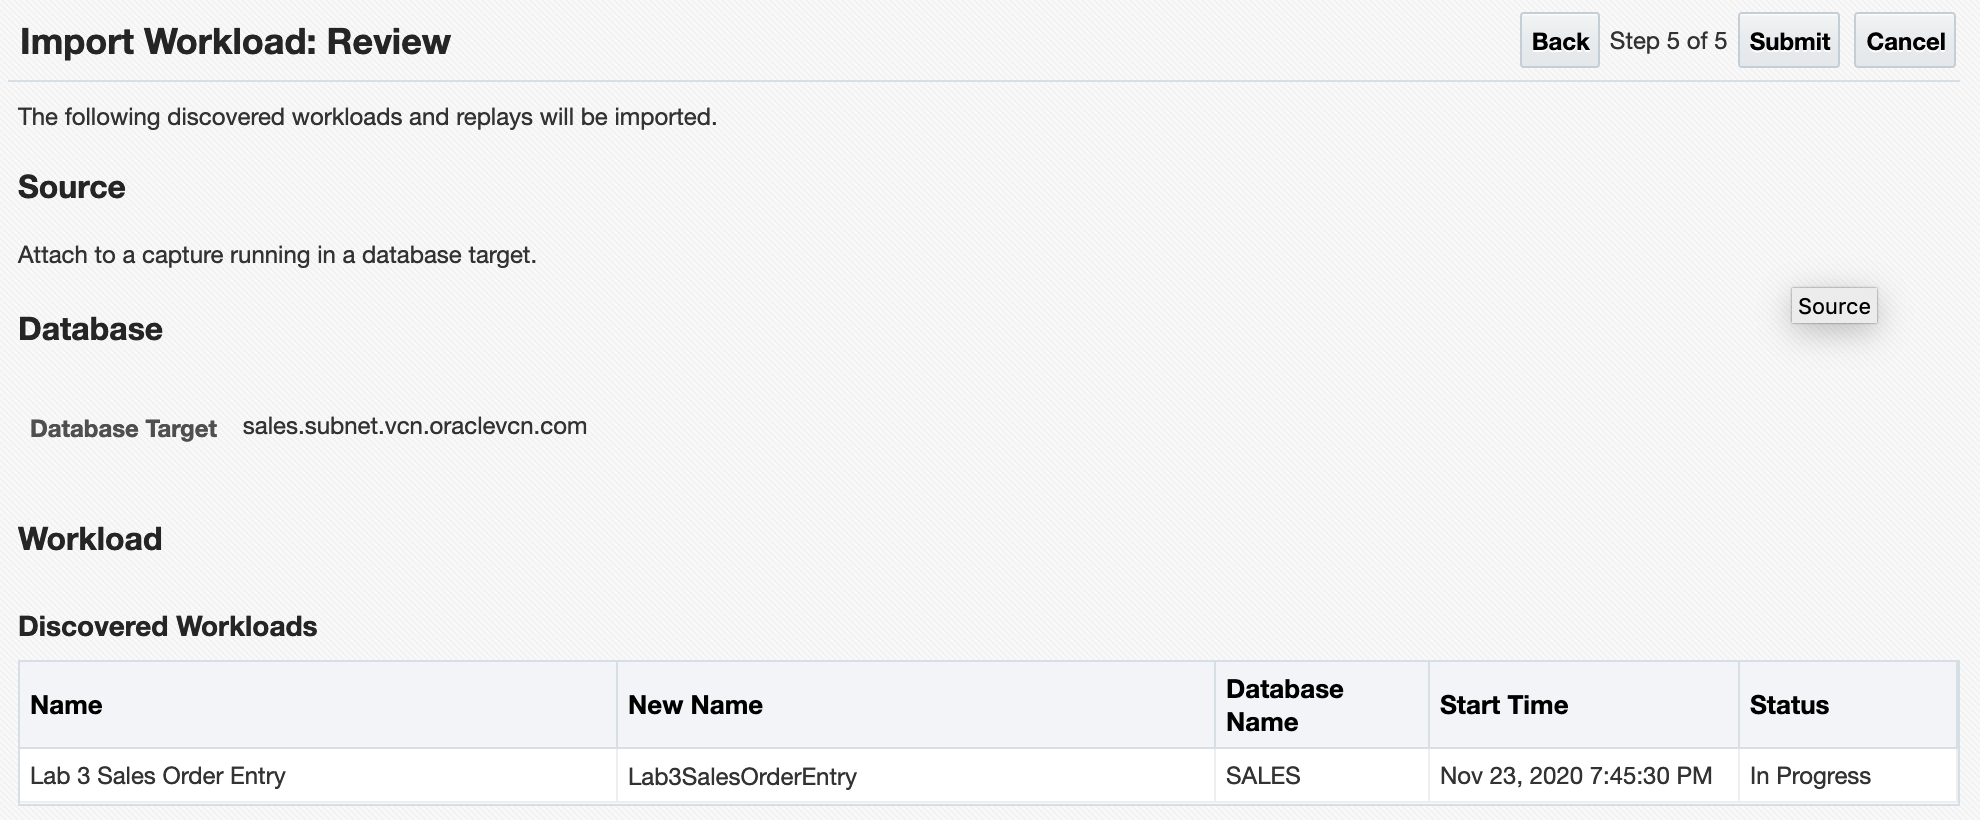 Import Workload: Review
Back Step 5 of 5 Submit Cancel
The following discovered workloads and replays will be imported.
Source
Attach to a capture running in a database target.
Source
Database
Database Target sales.subnet.vcn.oraclevcn.com
Workload
Discovered Workloads
Name New Name Database Name Start Time Status
Lab 3 Sales Order Entry Lab3SalesOrderEntry SALES Nov 23, 2020 7:45:30 PM In Progress